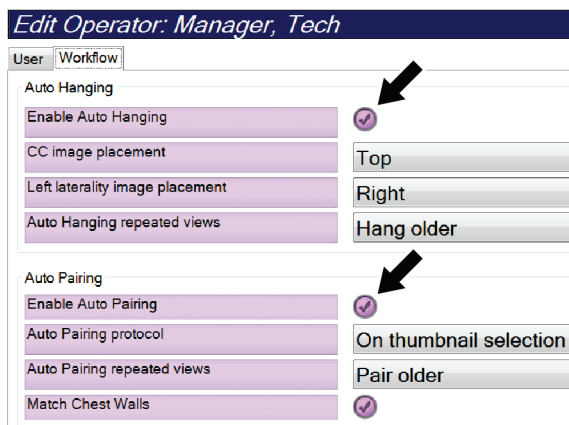 Edit Operator: Manager, Tech
User Workflow
Auto Hanging
Enable Auto Hanging
CC image placement Top
Left laterality image placement Right
Auto Hanging repeated views Hang older
Auto Pairing
Enable Auto Pairing
Auto Pairing protocol On thumbnail selection
Auto Pairing repeated views Pair older
Match Chest Walls